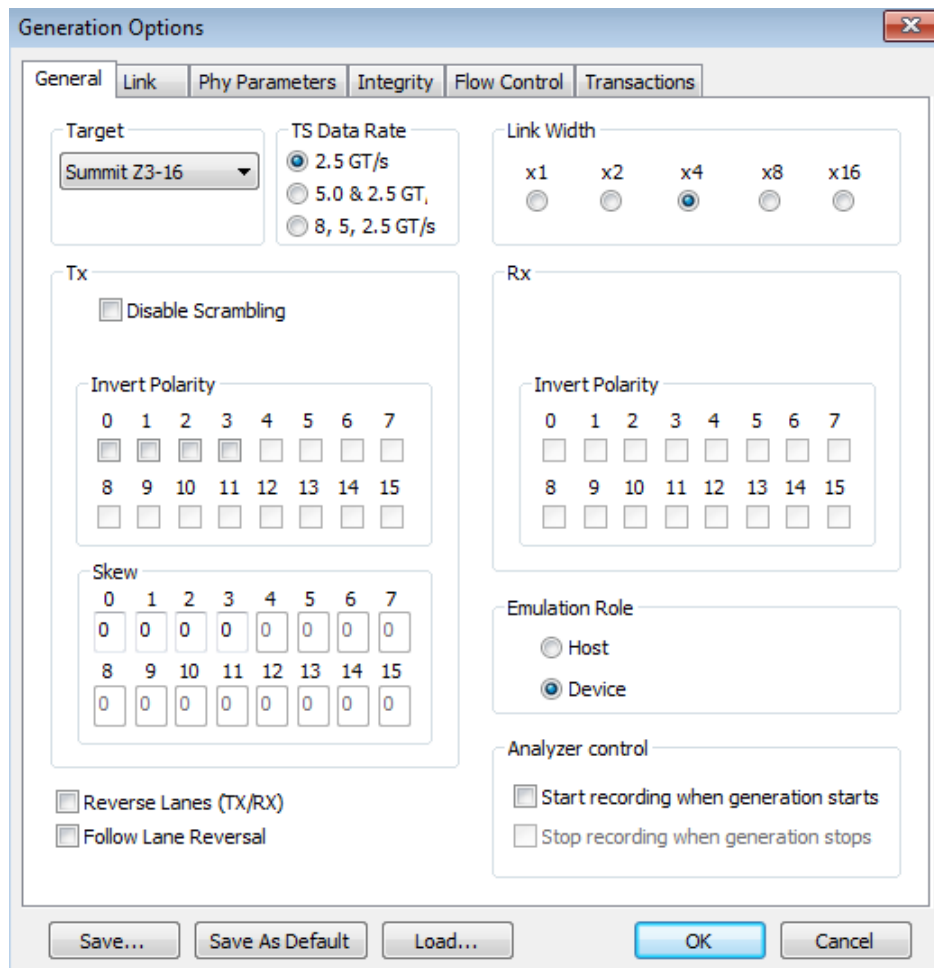 Generation Options
General Link Phy Parameters Integrity Flow Control Transactions
Target
Summit Z3-16
TS Data Rate
2.5 GT/s
5.0 & 2.5 GT,
8, 5, 2.5 GT/s
Link Width
x1 x2 x4 x8 x16
Tx
Disable Scrambling
Invert Polarity
0 1 2 3 4 5 6 7
8 9 10 11 12 13 14 15
Skew
0 1 2 3 4 5 6 7
0 0 0 0 0 0 0 0
8 9 10 11 12 13 14 15
0 0 0 0 0 0 0 0
Reverse Lanes (TX/RX)
Follow Lane Reversal
Rx
Invert Polarity
0 1 2 3 4 5 6 7
8 9 10 11 12 13 14 15
Emulation Role
Host
Device
Analyzer control
Start recording when generation starts
Stop recording when generation stops
Save... Save As Default Load... OK Cancel